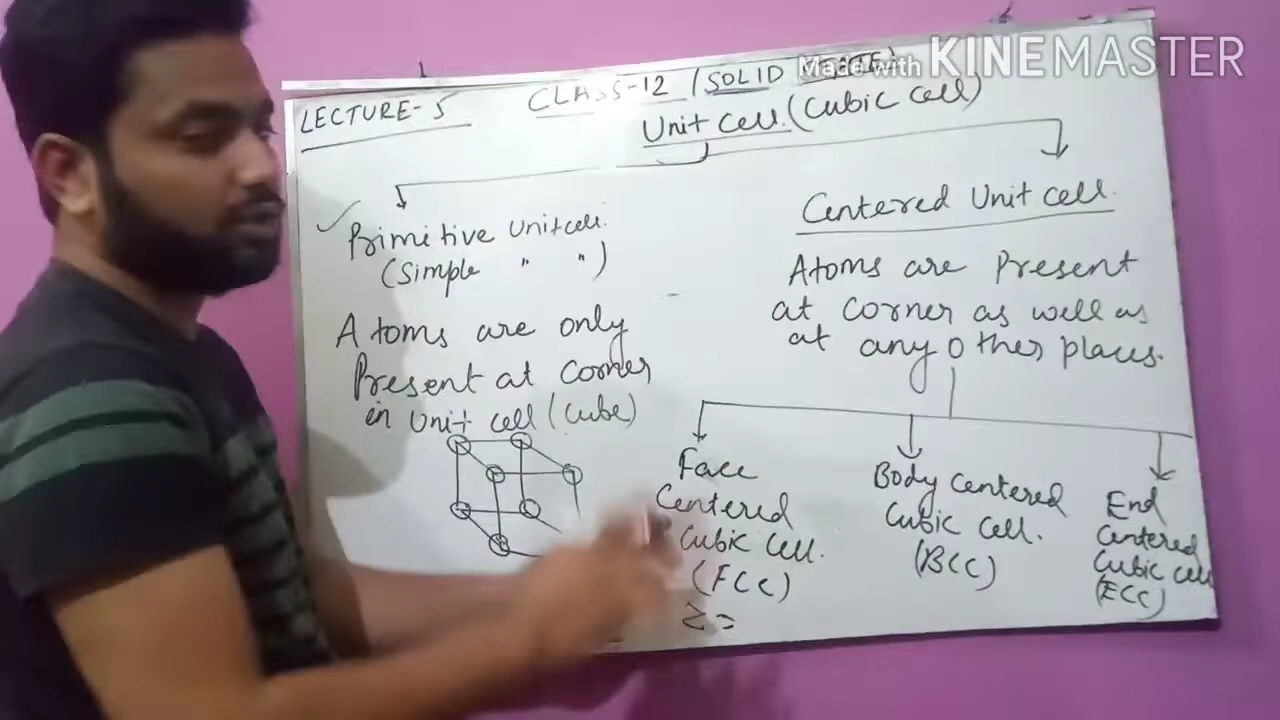 Made with KINEMASTER
LECTURE-5
CLASS-12 / SOLID STATE)
Unit Cell. (Cubic cell)
Primitive Unitcell.
(Simple " ")
Atoms are only
Present at Corner
in Unit cell (Cube)
Centered Unit cell.
Atoms are Present
at Corner as well as
at any Other places.
Face
Centered
Cubic Cell.
(FCC)
Z=
Body Centered
Cubic Cell.
(BCC)
End
Centered
Cubic Cell
(ECC)